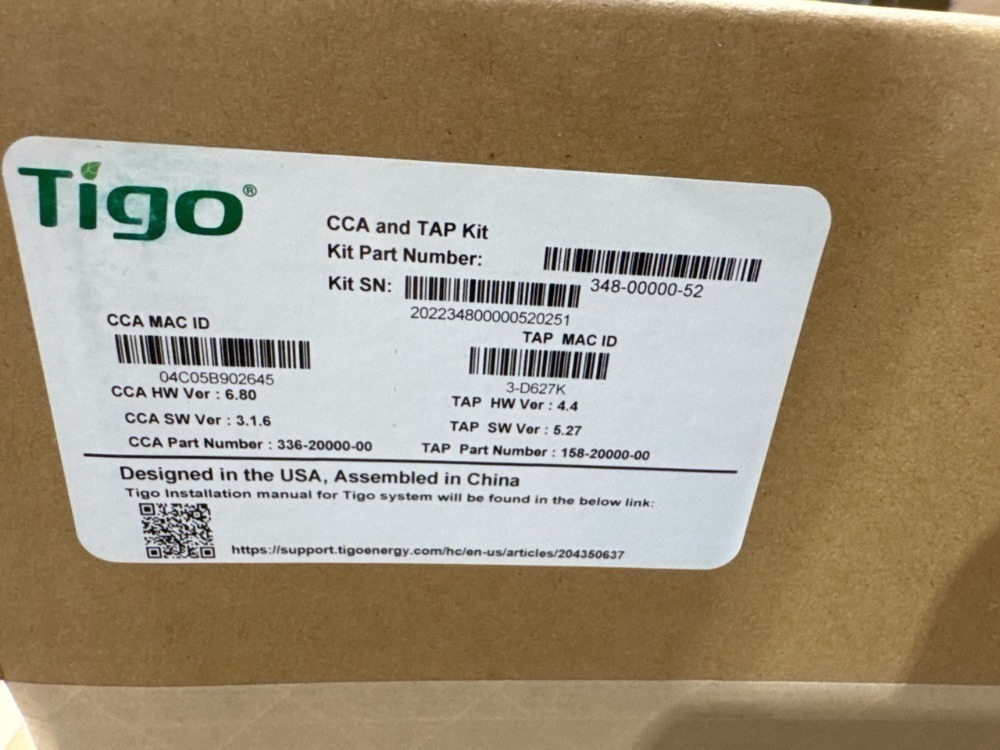 Tigo®
CCA and TAP Kit
Kit Part Number:
348-00000-52
Kit SN:
202234800000520251
CCA MAC ID
04C05B902645
CCA HW Ver : 6.80
CCA SW Ver : 3.1.6
CCA Part Number : 336-20000-00
TAP MAC ID
3-D627K
TAP HW Ver : 4.4
TAP SW Ver : 5.27
TAP Part Number : 158-20000-00
Designed in the USA, Assembled in China
Tigo Installation manual for Tigo system will be found in the below link:
https://support.tigoenergy.com/hc/en-us/articles/204350637